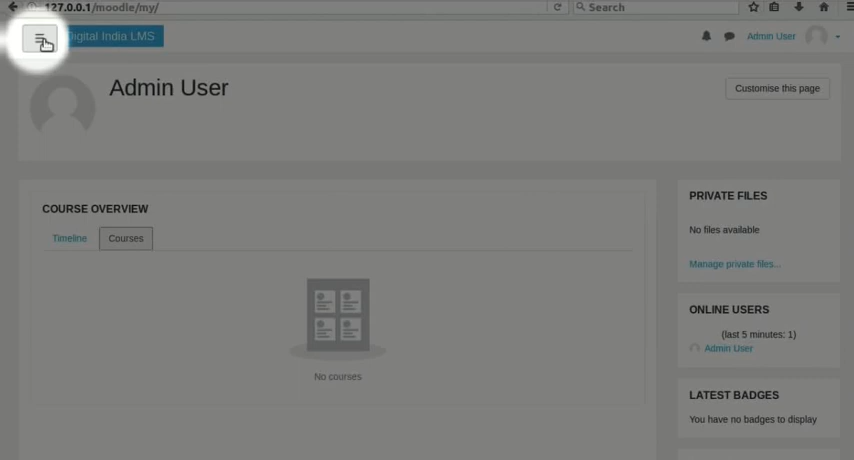 127.0.0.1/moodle/my/
Search
Digital India LMS
Admin User
Admin User
Customise this page
COURSE OVERVIEW
Timeline
Courses
No courses
PRIVATE FILES
No files available
Manage private files...
ONLINE USERS
(last 5 minutes: 1)
Admin User
LATEST BADGES
You have no badges to display